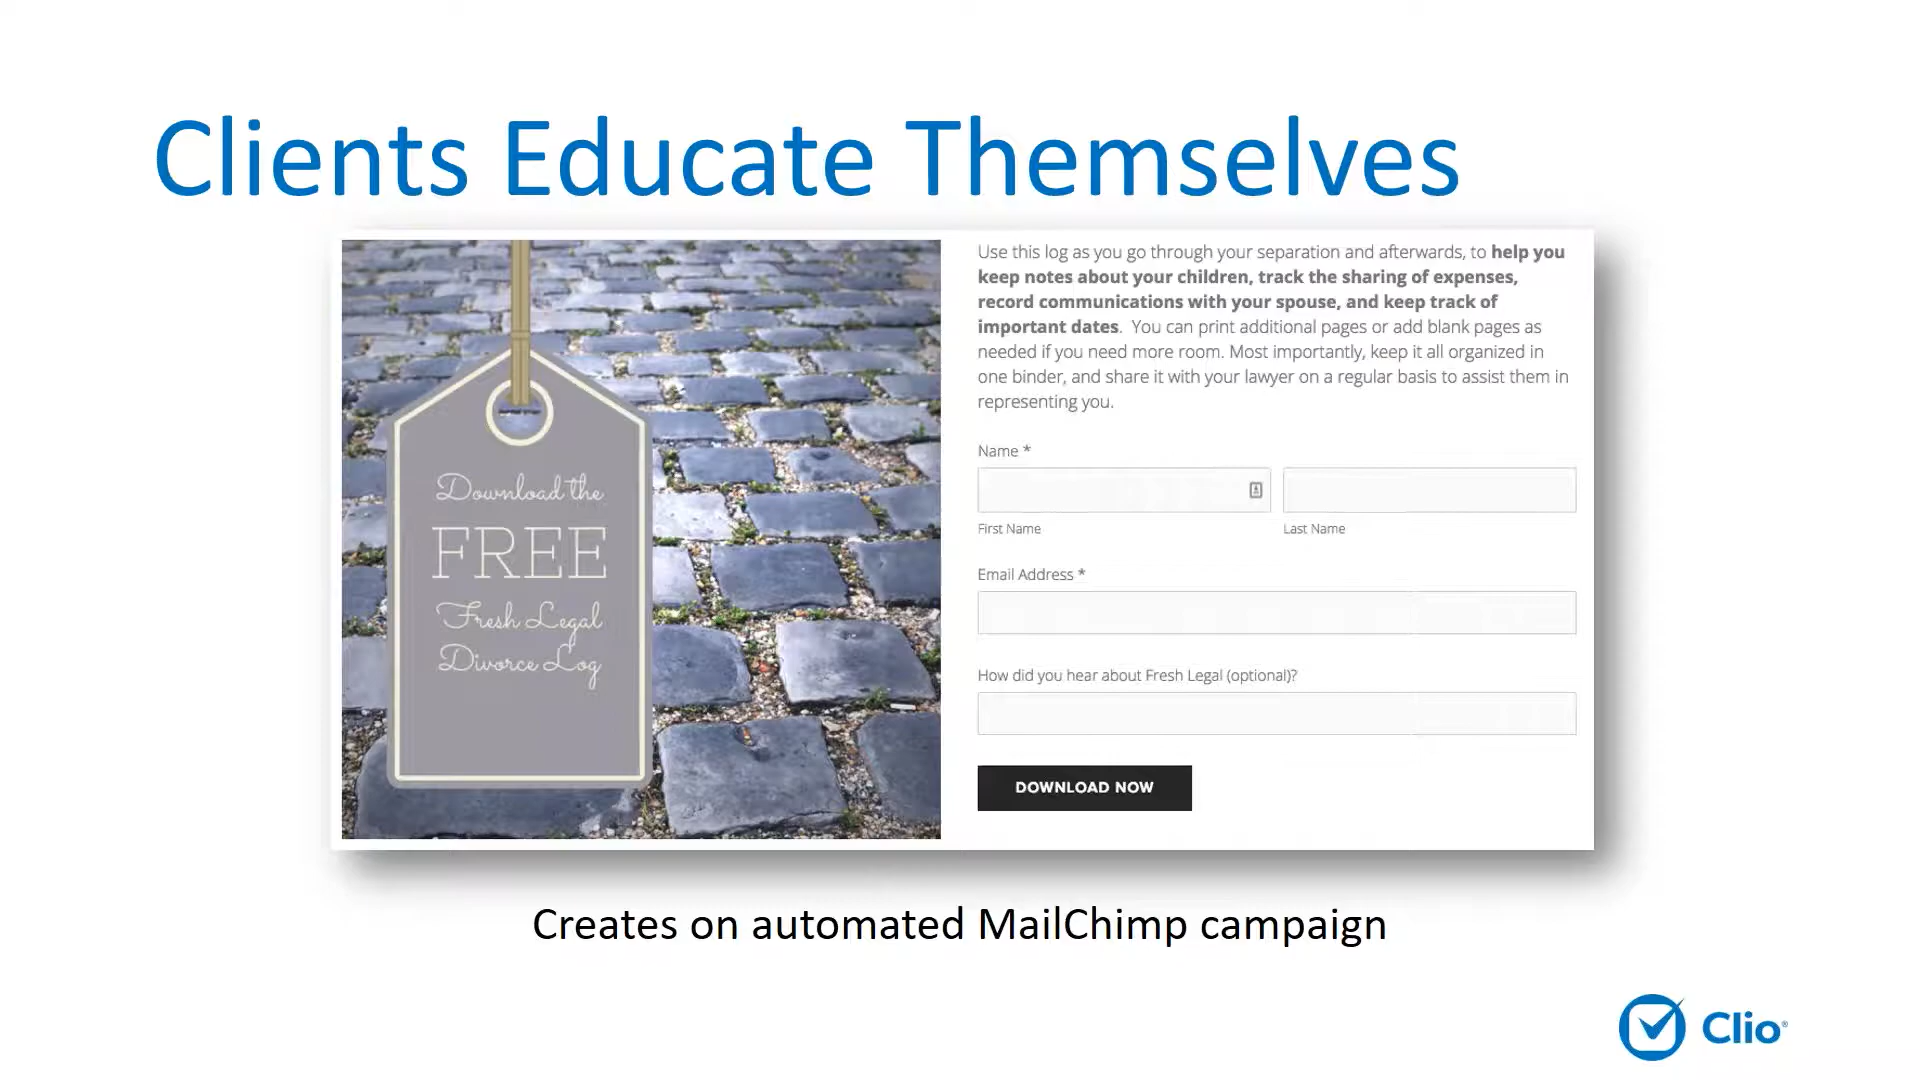 Clients Educate Themselves
Download the
FREE
Fresh Legal
Divorce Log
Use this log as you go through your separation and afterwards, to help you
keep notes about your children, track the sharing of expenses,
record communications with your spouse, and keep track of
important dates. You can print additional pages or add blank pages as
needed if you need more room. Most importantly, keep it all organized in
one binder, and share it with your lawyer on a regular basis to assist them in
representing you.
Name *
First Name
Last Name
Email Address *
How did you hear about Fresh Legal (optional)?
DOWNLOAD NOW
Creates on automated MailChimp campaign
Clio®